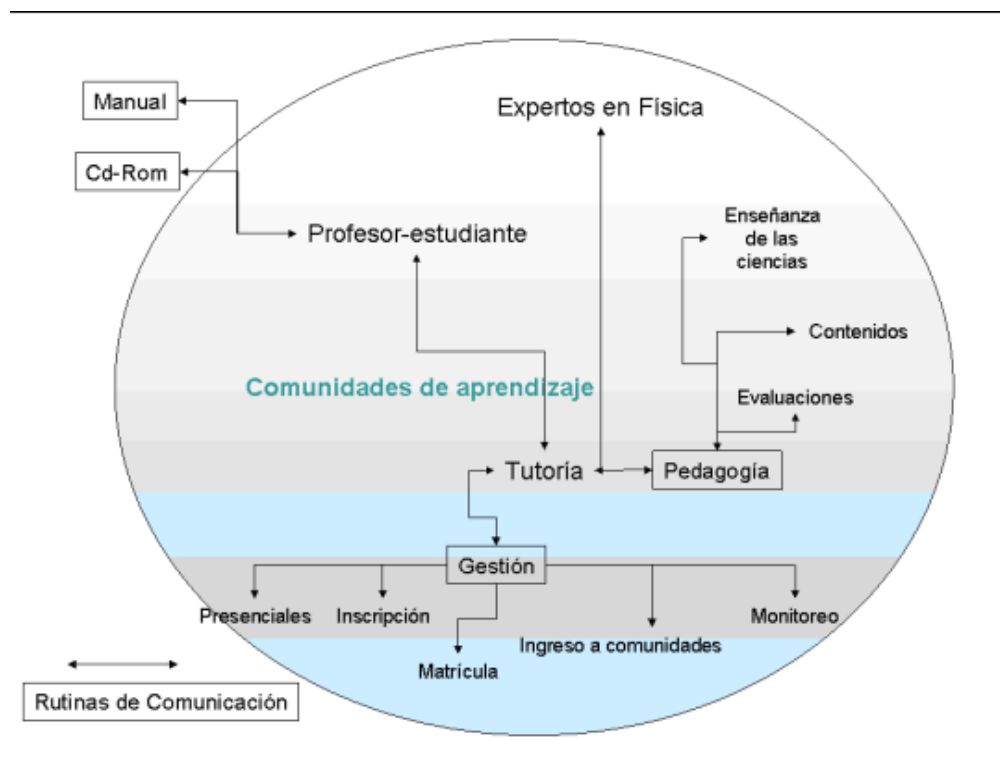 Manual
Expertos en Física
Cd-Rom
Profesor-estudiante
Enseñanza
de las
ciencias
Contenidos
Comunidades de aprendizaje
Evaluaciones
Tutoría
Pedagogía
Gestión
Presenciales
Inscripción
Monitoreo
Ingreso a comunidades
Matrícula
Rutinas de Comunicación